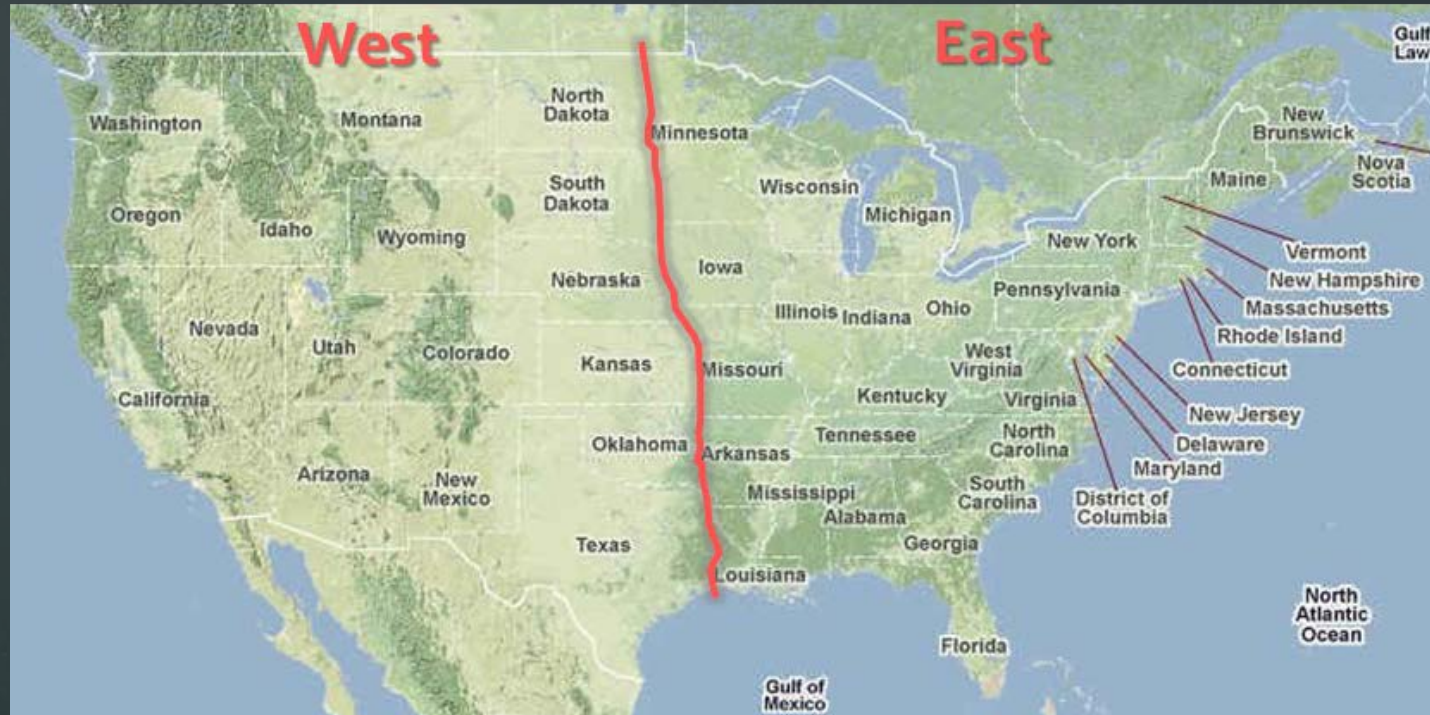 West
East
Gulf
Law
North
Dakota
Montana
Washington
Minnesota
New
Brunswick
Nova
Scotia
Maine
South
Dakota
Wisconsin
Michigan
Oregon
Idaho
Wyoming
New York
Vermont
Iowa
Nebraska
New Hampshire
Pennsylvania
Massachusetts
Illinois
Indiana
Ohio
Nevada
Utah
Colorado
Rhode Island
Kansas
Missouri
West
Virginia
Connecticut
California
Kentucky
Virginia
New Jersey
Oklahoma
Arkansas
Tennessee
North
Carolina
Delaware
Maryland
Arizona
New
Mexico
Mississippi
South
Carolina
District of
Columbia
Alabama
Texas
Georgia
Louisiana
North
Atlantic
Ocean
Florida
Gulf of
Mexico